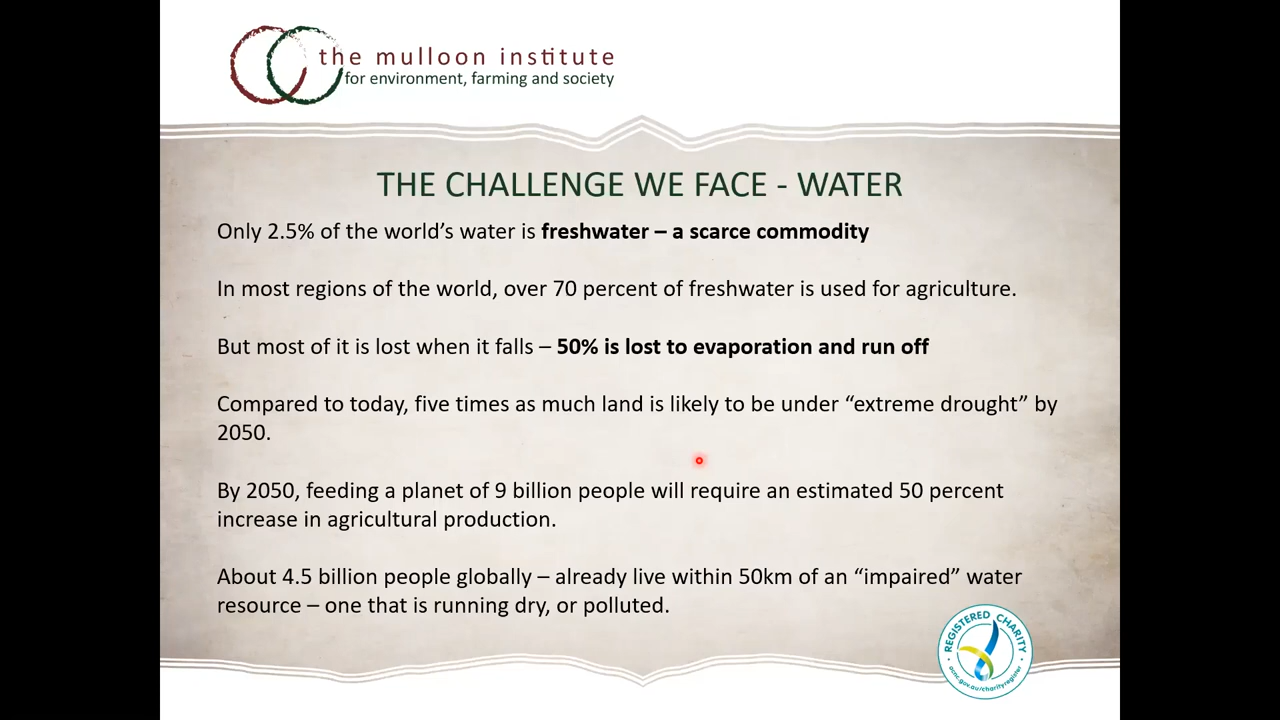 the mulloon institute
for environment, farming and society
THE CHALLENGE WE FACE - WATER
Only 2.5% of the world’s water is freshwater – a scarce commodity
In most regions of the world, over 70 percent of freshwater is used for agriculture.
But most of it is lost when it falls – 50% is lost to evaporation and run off
Compared to today, five times as much land is likely to be under “extreme drought” by
2050.
By 2050, feeding a planet of 9 billion people will require an estimated 50 percent
increase in agricultural production.
About 4.5 billion people globally – already live within 50km of an “impaired” water
resource – one that is running dry, or polluted.
REGISTERED CHARITY
acnc.gov.au/charityregister